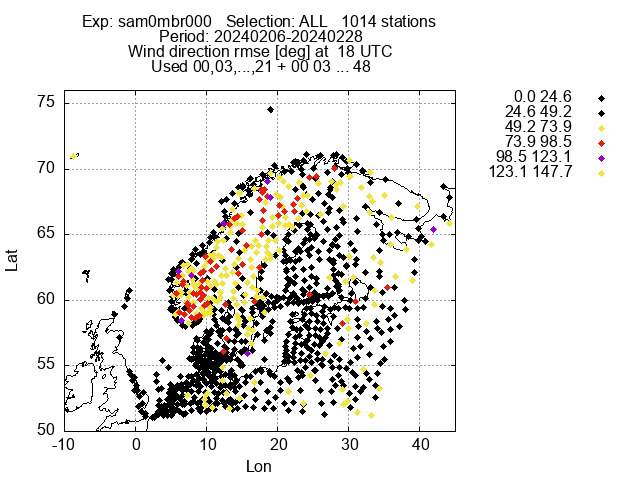 Exp: sam0mbr000   Selection: ALL   1014 stations
Period: 20240206-20240228
Wind direction rmse [deg] at  18 UTC
Used 00,03,...,21 + 00 03 ... 48
0.0 24.6
24.6 49.2
49.2 73.9
73.9 98.5
98.5 123.1
123.1 147.7
75
70
65
60
55
50
Lat
-10 0 10 20 30 40
Lon